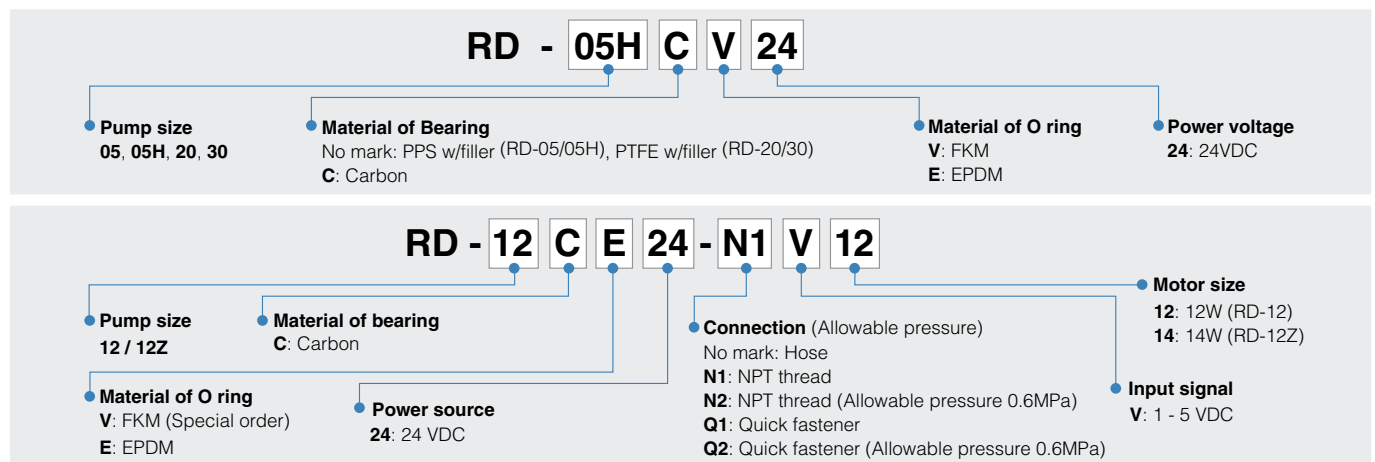 RD - 05H C V 24
Pump size
05, 05H, 20, 30
Material of Bearing
No mark: PPS w/filler (RD-05/05H), PTFE w/filler (RD-20/30)
C: Carbon
Material of O ring
V: FKM
E: EPDM
Power voltage
24: 24VDC
RD - 12 C E 24 - N1 V 12
Pump size
12 / 12Z
Material of bearing
C: Carbon
Material of O ring
V: FKM (Special order)
E: EPDM
Power source
24: 24 VDC
Connection (Allowable pressure)
No mark: Hose
N1: NPT thread
N2: NPT thread (Allowable pressure 0.6MPa)
Q1: Quick fastener
Q2: Quick fastener (Allowable pressure 0.6MPa)
Input signal
V: 1 - 5 VDC
Motor size
12: 12W (RD-12)
14: 14W (RD-12Z)